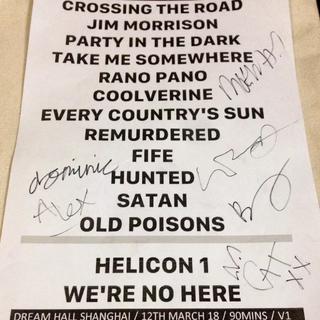 CROSSING THE ROAD
JIM MORRISON
PARTY IN THE DARK
TAKE ME SOMEWHERE
RANO PANO
COOLVERINE
EVERY COUNTRY'S SUN
REMURDERED
FIFE
dominic
HUNTED
Alex
SATAN
OLD POISONS
HELICON 1
XX
WE'RE NO HERE
DREAM HALL SHANGHAI / 12TH MARCH 18 / 90MINS / V1